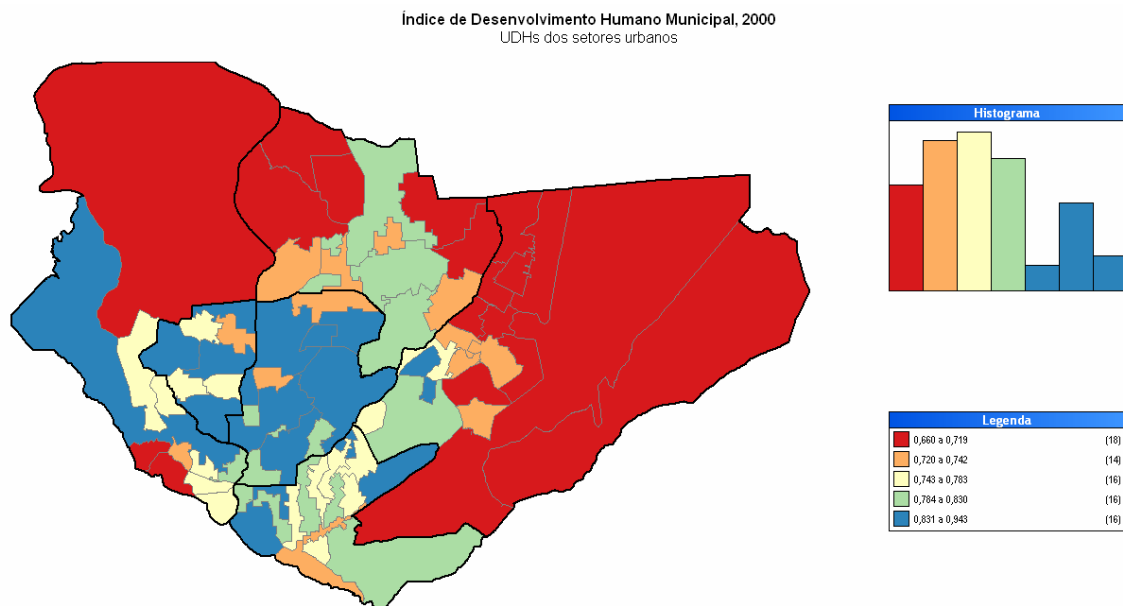 Índice de Desenvolvimento Humano Municipal, 2000
UDHs dos setores urbanos
Histograma
Legenda
0,660 a 0,719 (18)
0,720 a 0,742 (14)
0,743 a 0,783 (16)
0,784 a 0,830 (16)
0,831 a 0,943 (16)